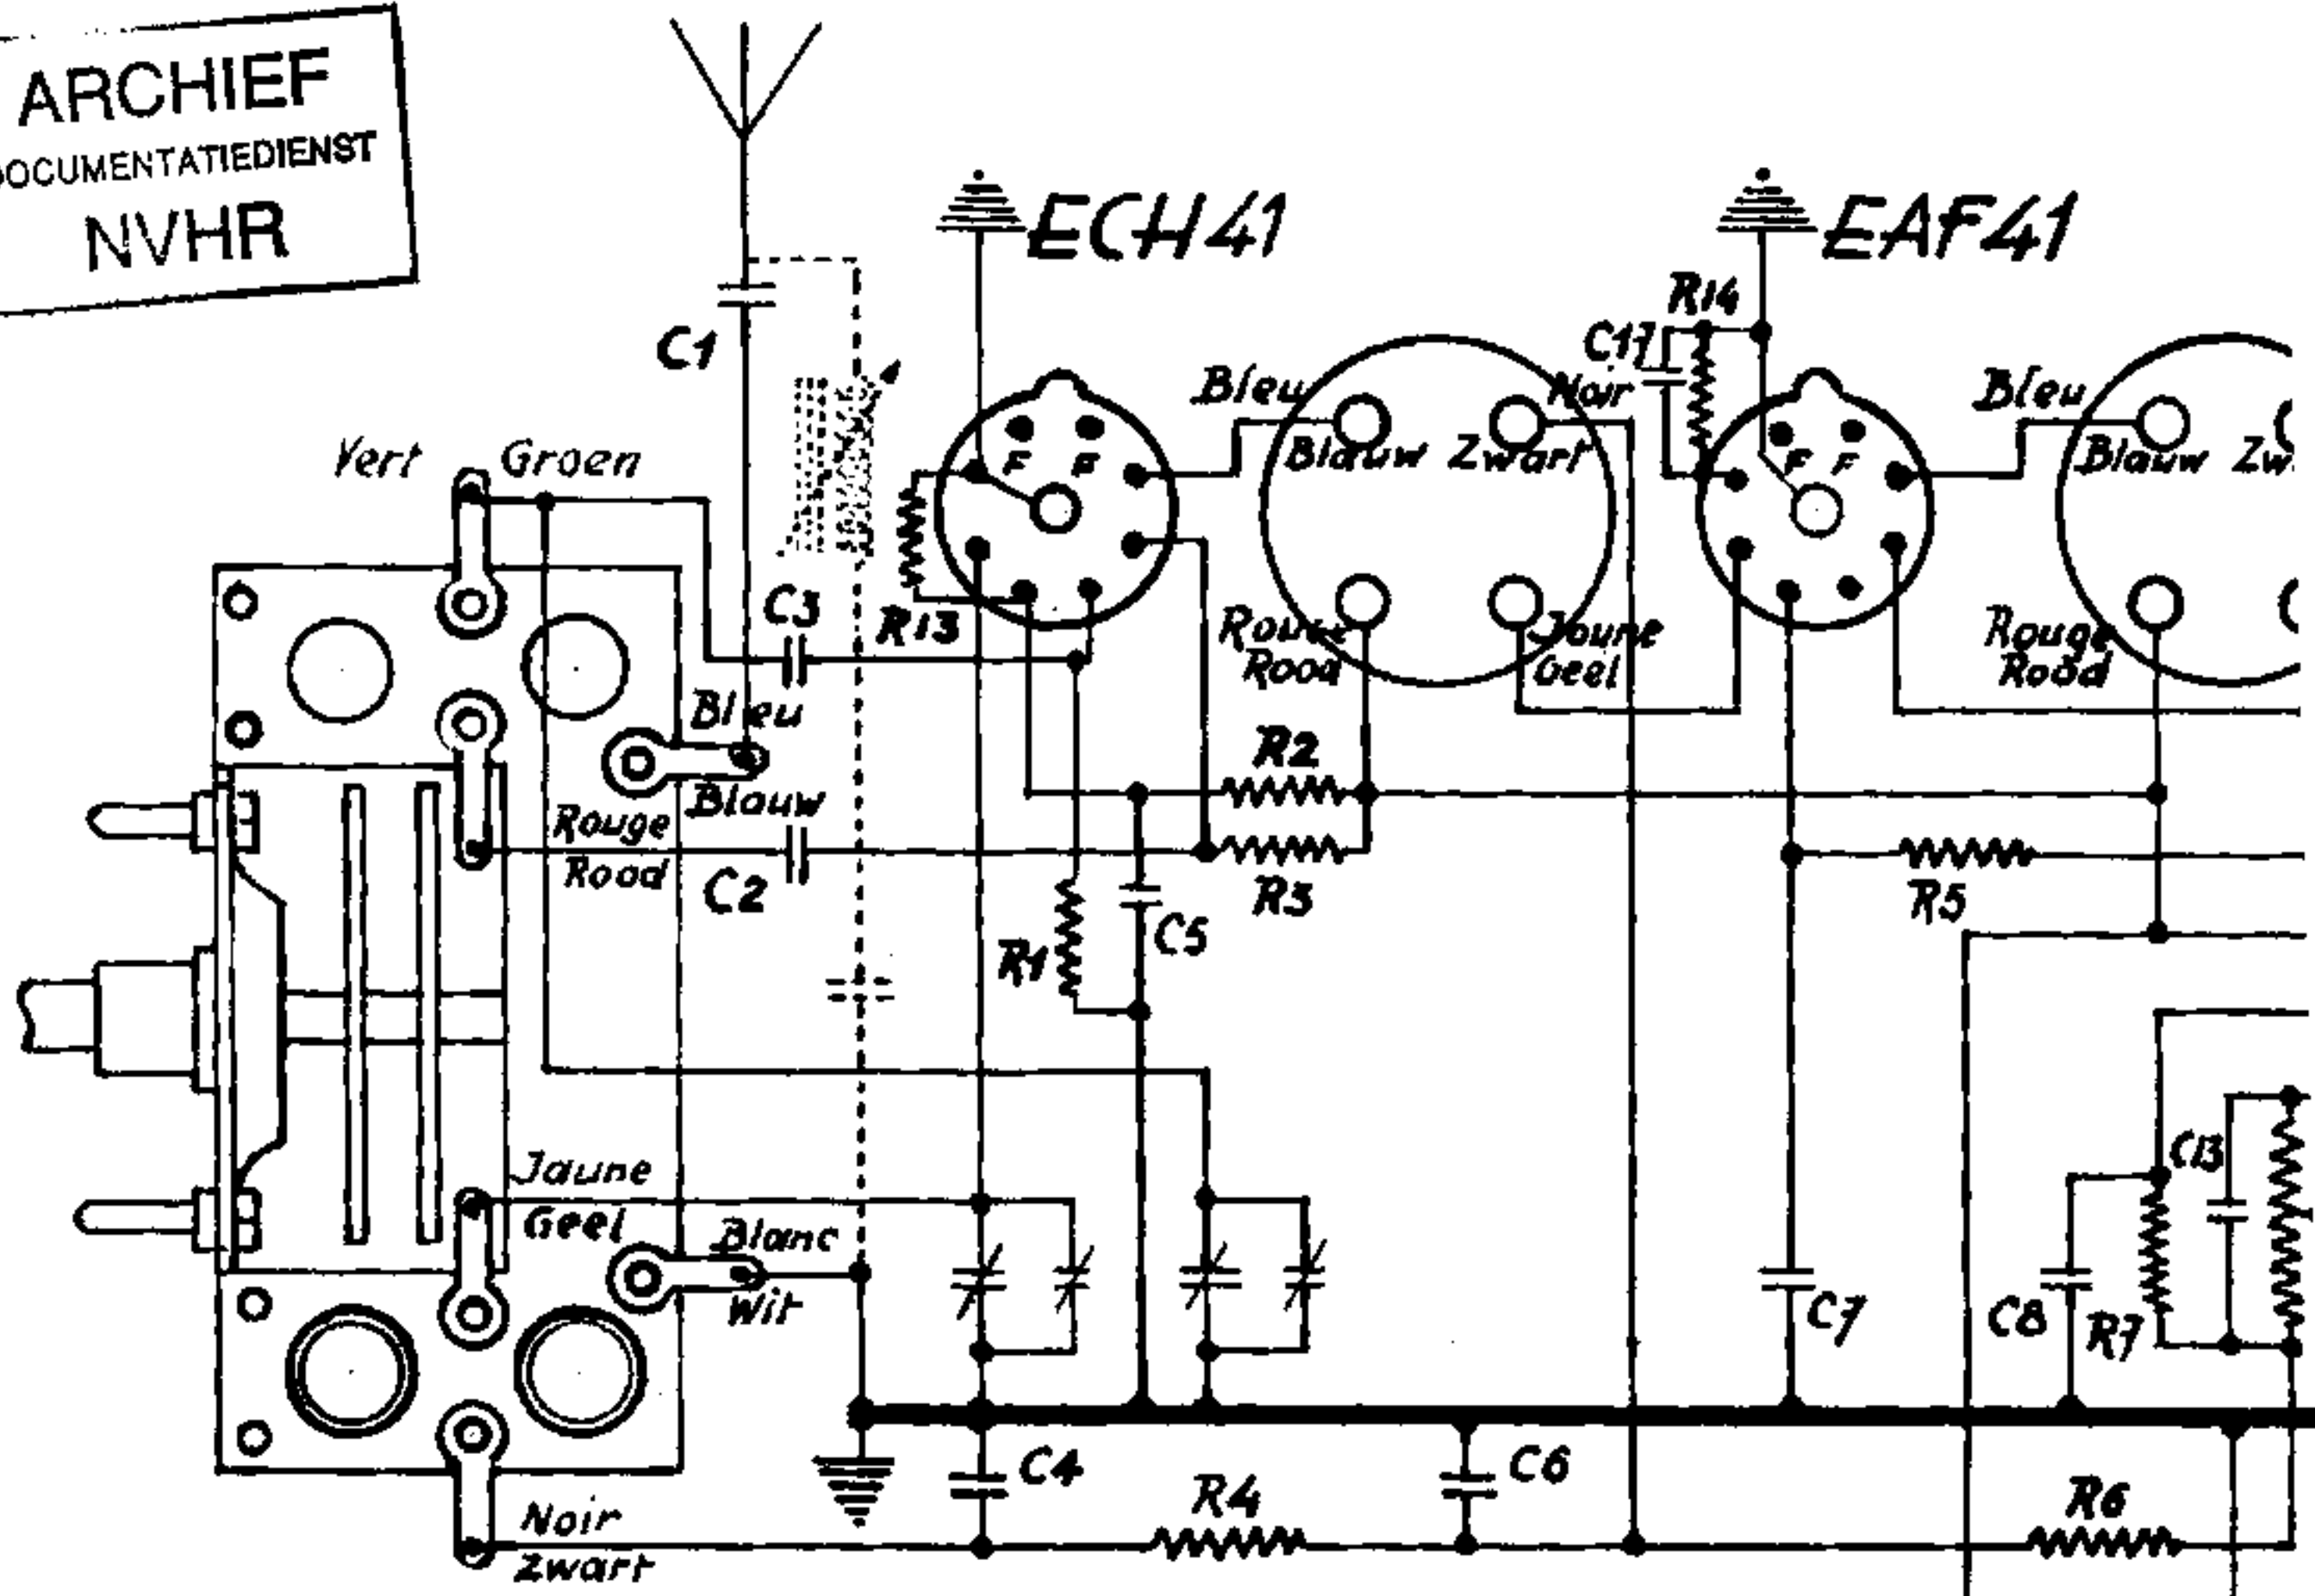 ARCHIEF
DOCUMENTATIEDIENST
NVHR
ECH41
EAF41
R14
C1
C17
Bleu
Noir
Bleu
Vert Groen
F F
Blauw Zwart
F F
Blauw Zw
C3
R13
Rouge
Rood
Jaune
Geel
Rouge
Rood
Bleu
R2
Blauw
Rouge
Rood
C2
R3
R5
C5
R1
C13
Jaune
Geel
Blanc
Wit
C7
C8
R7
C4
C6
R4
R6
Noir
Zwart